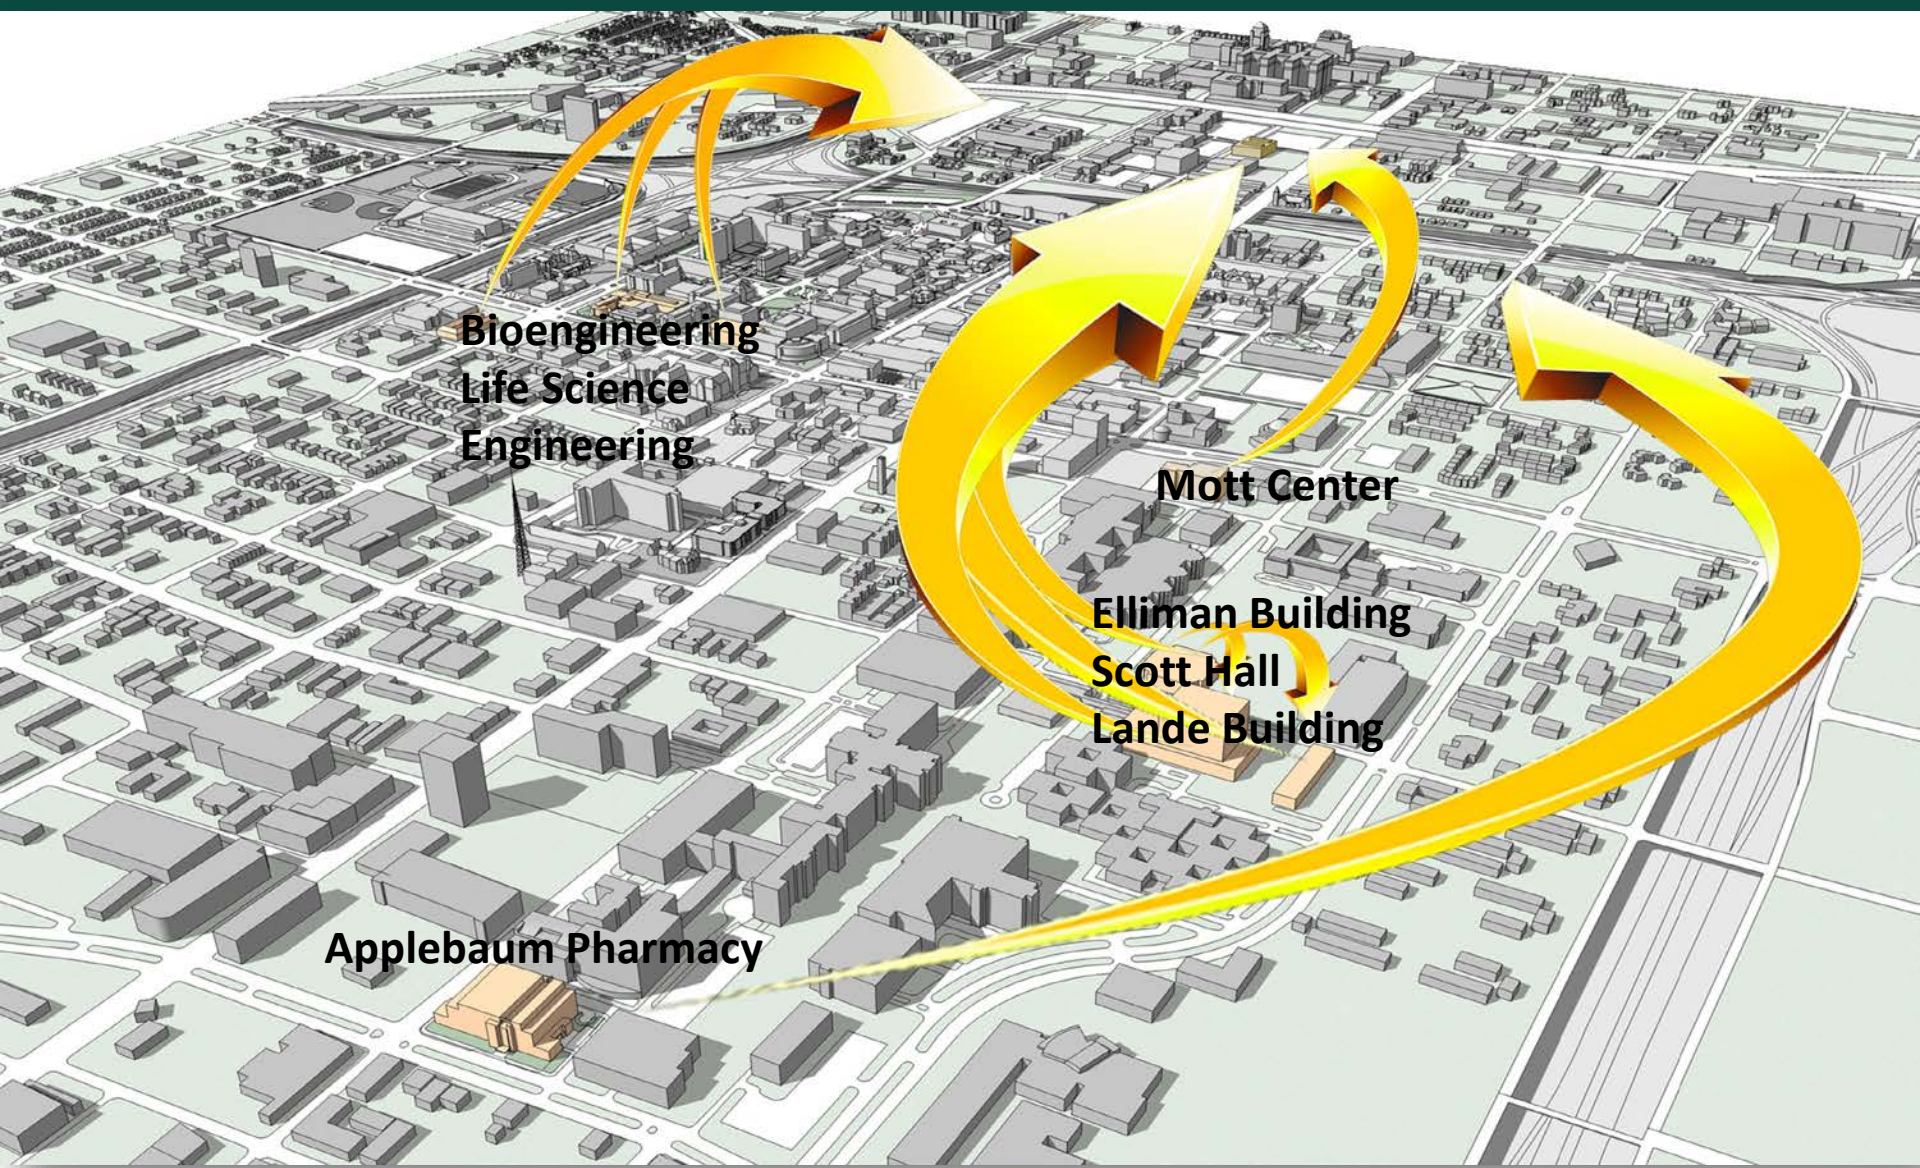 Bioengineering
Life Science
Engineering
Mott Center
Elliman Building
Scott Hall
Lande Building
Applebaum Pharmacy